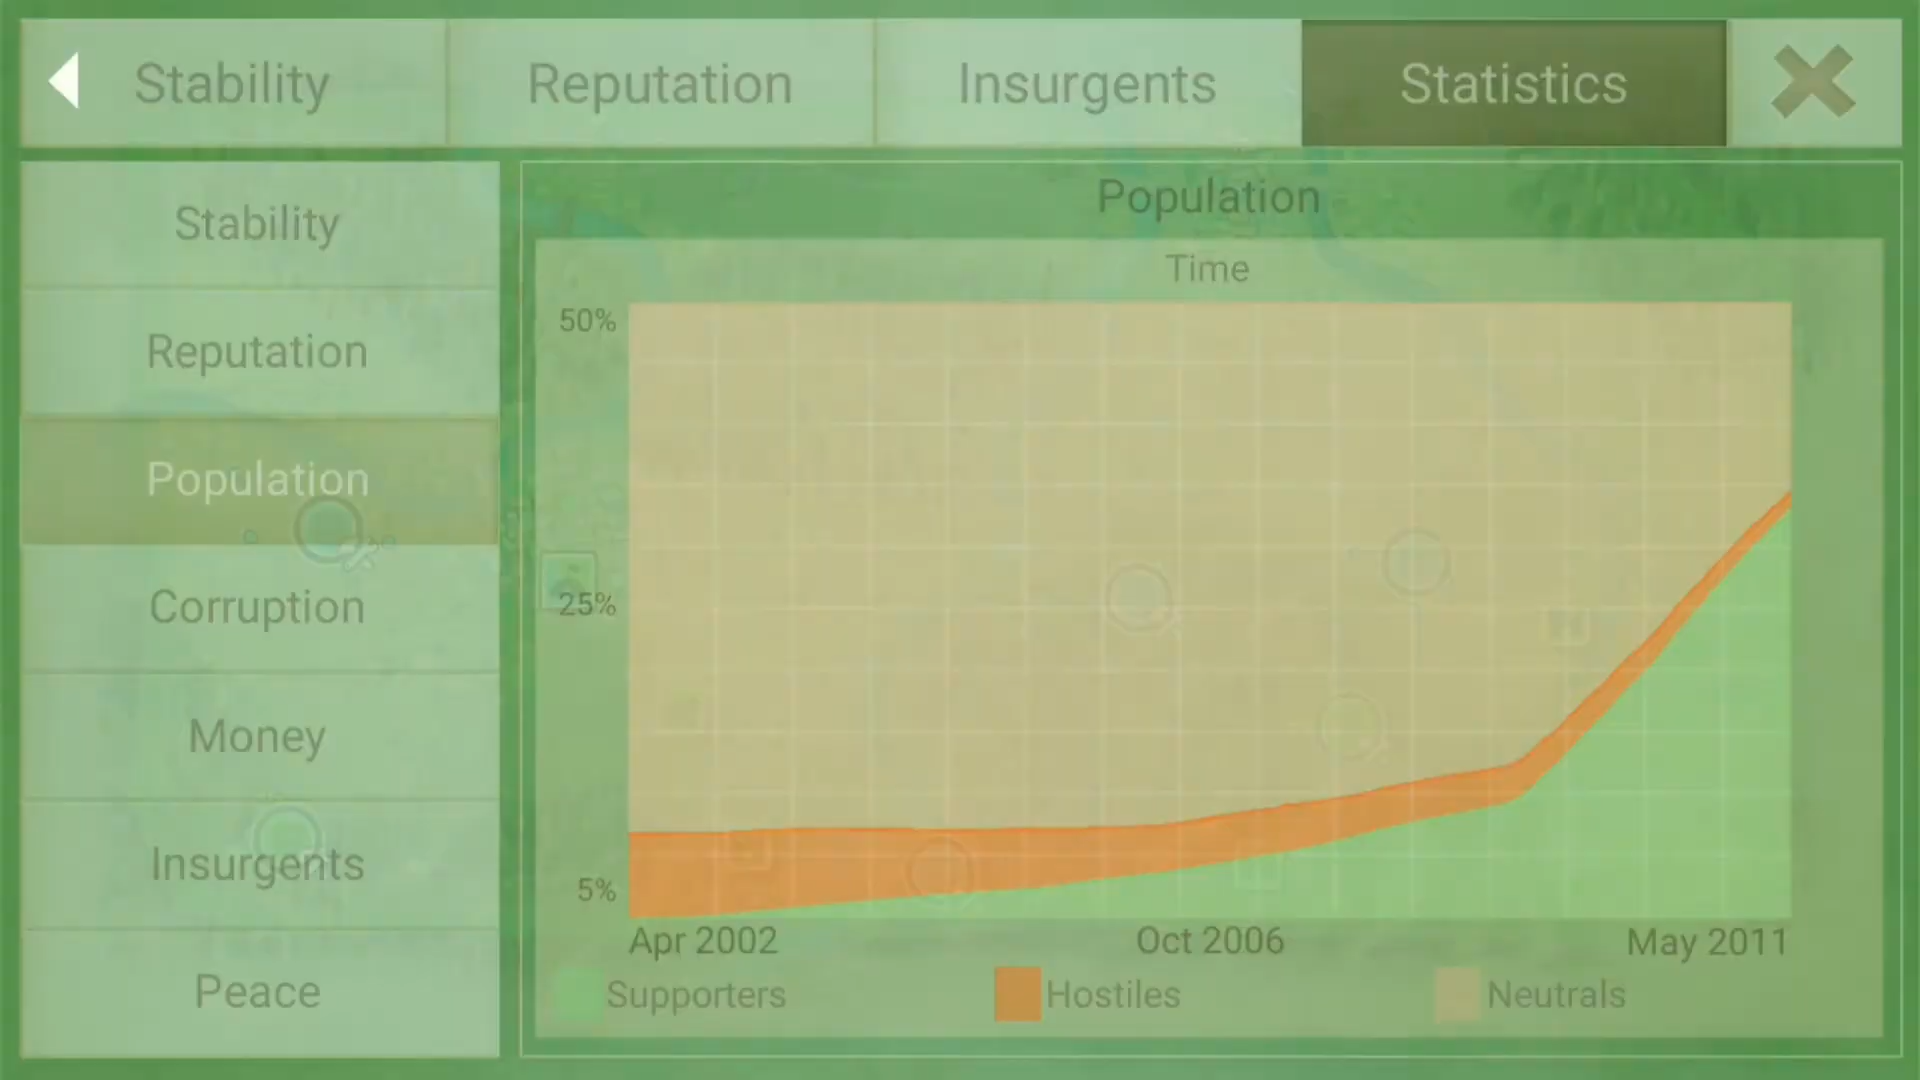 Stability
Reputation
Insurgents
Statistics
Stability
Reputation
Population
Corruption
Money
Insurgents
Peace
Population
Time
50%
25%
5%
Apr 2002
Oct 2006
May 2011
Supporters
Hostiles
Neutrals